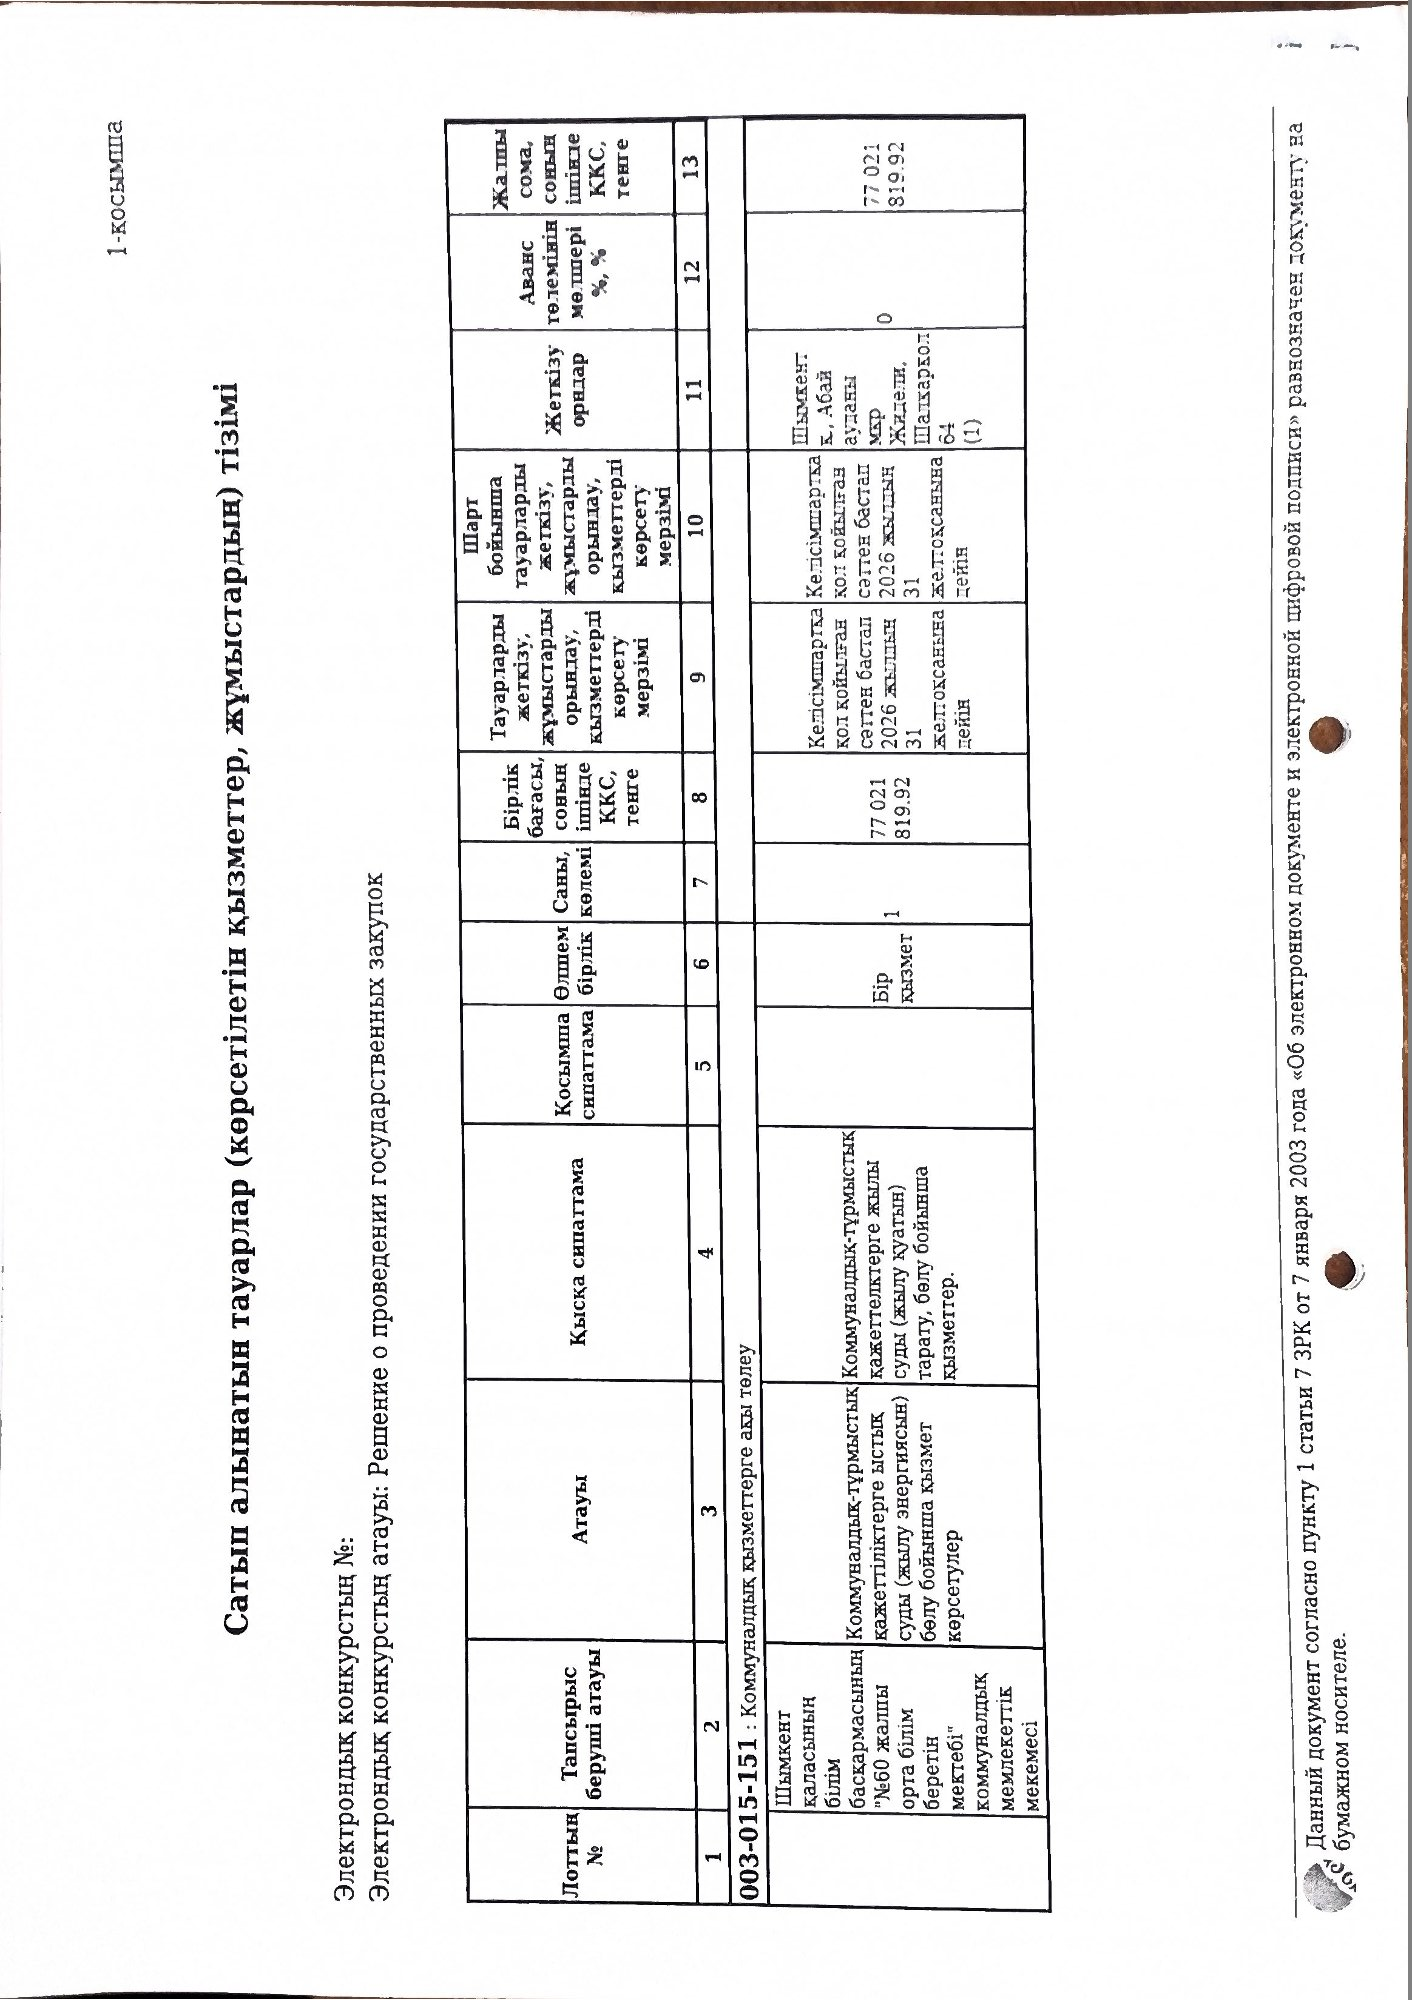 1-қосымша
Сатып алынатын тауарлар (көрсетілетін қызметтер, жұмыстардың) тізімі
Электрондық конкурстың №:
Электрондық конкурстың атауы: Решение о проведении государственных закупок
Лоттың
№
Тапсырыс
беруші атауы
Атауы
Қысқа сипаттама
Қосымша
сипаттама
Өлшем
бірлік
Саны,
көлемі
Бірлік
бағасы,
соның
ішінде
ҚҚС,
тенге
Тауарларды
жеткізу,
жұмыстарды
орындау,
қызметтерді
көрсету
мерзімі
Шарт
бойынша
тауарларды
жеткізу,
жұмыстарды
орындау,
қызметтерді
көрсету
мерзімі
Жеткізу
орндар
Аванс
төлемінің
мөлшері
%, %
Жалпы
сома,
соның
ішінде
ҚҚС,
тенге
1 2 3 4 5 6 7 8 9 10 11 12 13
003-015-151 : Коммуналдық қызметтерге ақы төлеу
Шымкент
қаласының
білім
басқармасының
"№60 жалпы
орта білім
беретін
мектебі"
коммуналдық
мемлекеттік
мекемесі
Коммуналдық-тұрмыстық
қажеттіліктерге ыстық
суды (жылу энергиясын)
бөлу бойынша қызмет
көрсетулер
Коммуналдық-тұрмыстық
қажеттелктерге жылы
суды (жылу қуатын)
тарату, бөлу бойынша
қызметтер.
Бір
қызмет
1
77 021
819.92
Келісімшартқа
қол қойылған
сәттен бастап
2026 жылдың
31
желтоқсанына
дейін
Келісімшартқа
қол қойылған
сәттен бастап
2026 жылдың
31
желтоқсанына
дейін
Шымкент
қ., Абай
ауданы
мкр
Жидели,
Шалкаркол
64
(1)
0
77 021
819.92
Данный документ согласно пункту 1 статьи 7 ЗРК от 7 января 2003 года «Об электронном документе и электронной цифровой подписи» равнозначен документу на
бумажном носителе.